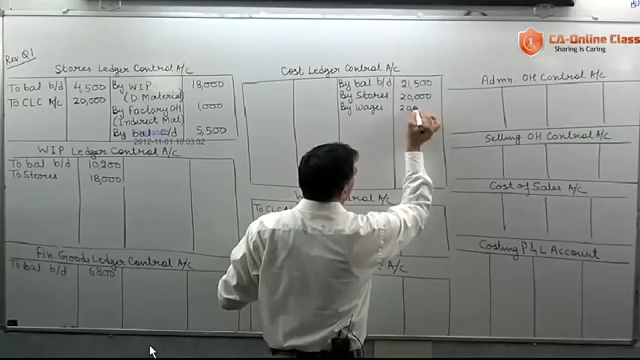 Rev Q1
CA-Online Class
Sharing is Caring
Stores Ledger Control A/c
To bal b/d 4,500 By WIP 18,000
To CLC A/c 20,000 (D Material)
By Factory OH 1,000
(Indirect Mat)
By bal c/d 5,500
2012-11-01 10:03:02
WIP Ledger Control A/c
To bal b/d 10,200
To Stores 18,000
Fin Goods Ledger Control A/c
To bal b/d 6,800
Cost Ledger Control A/c
By bal b/d 21,500
By Stores 20,000
By Wages
Control A/c
To CLC
A/c
Admn. OH Control A/c
Selling OH Control A/c
Cost of Sales A/c
Costing P & L Account